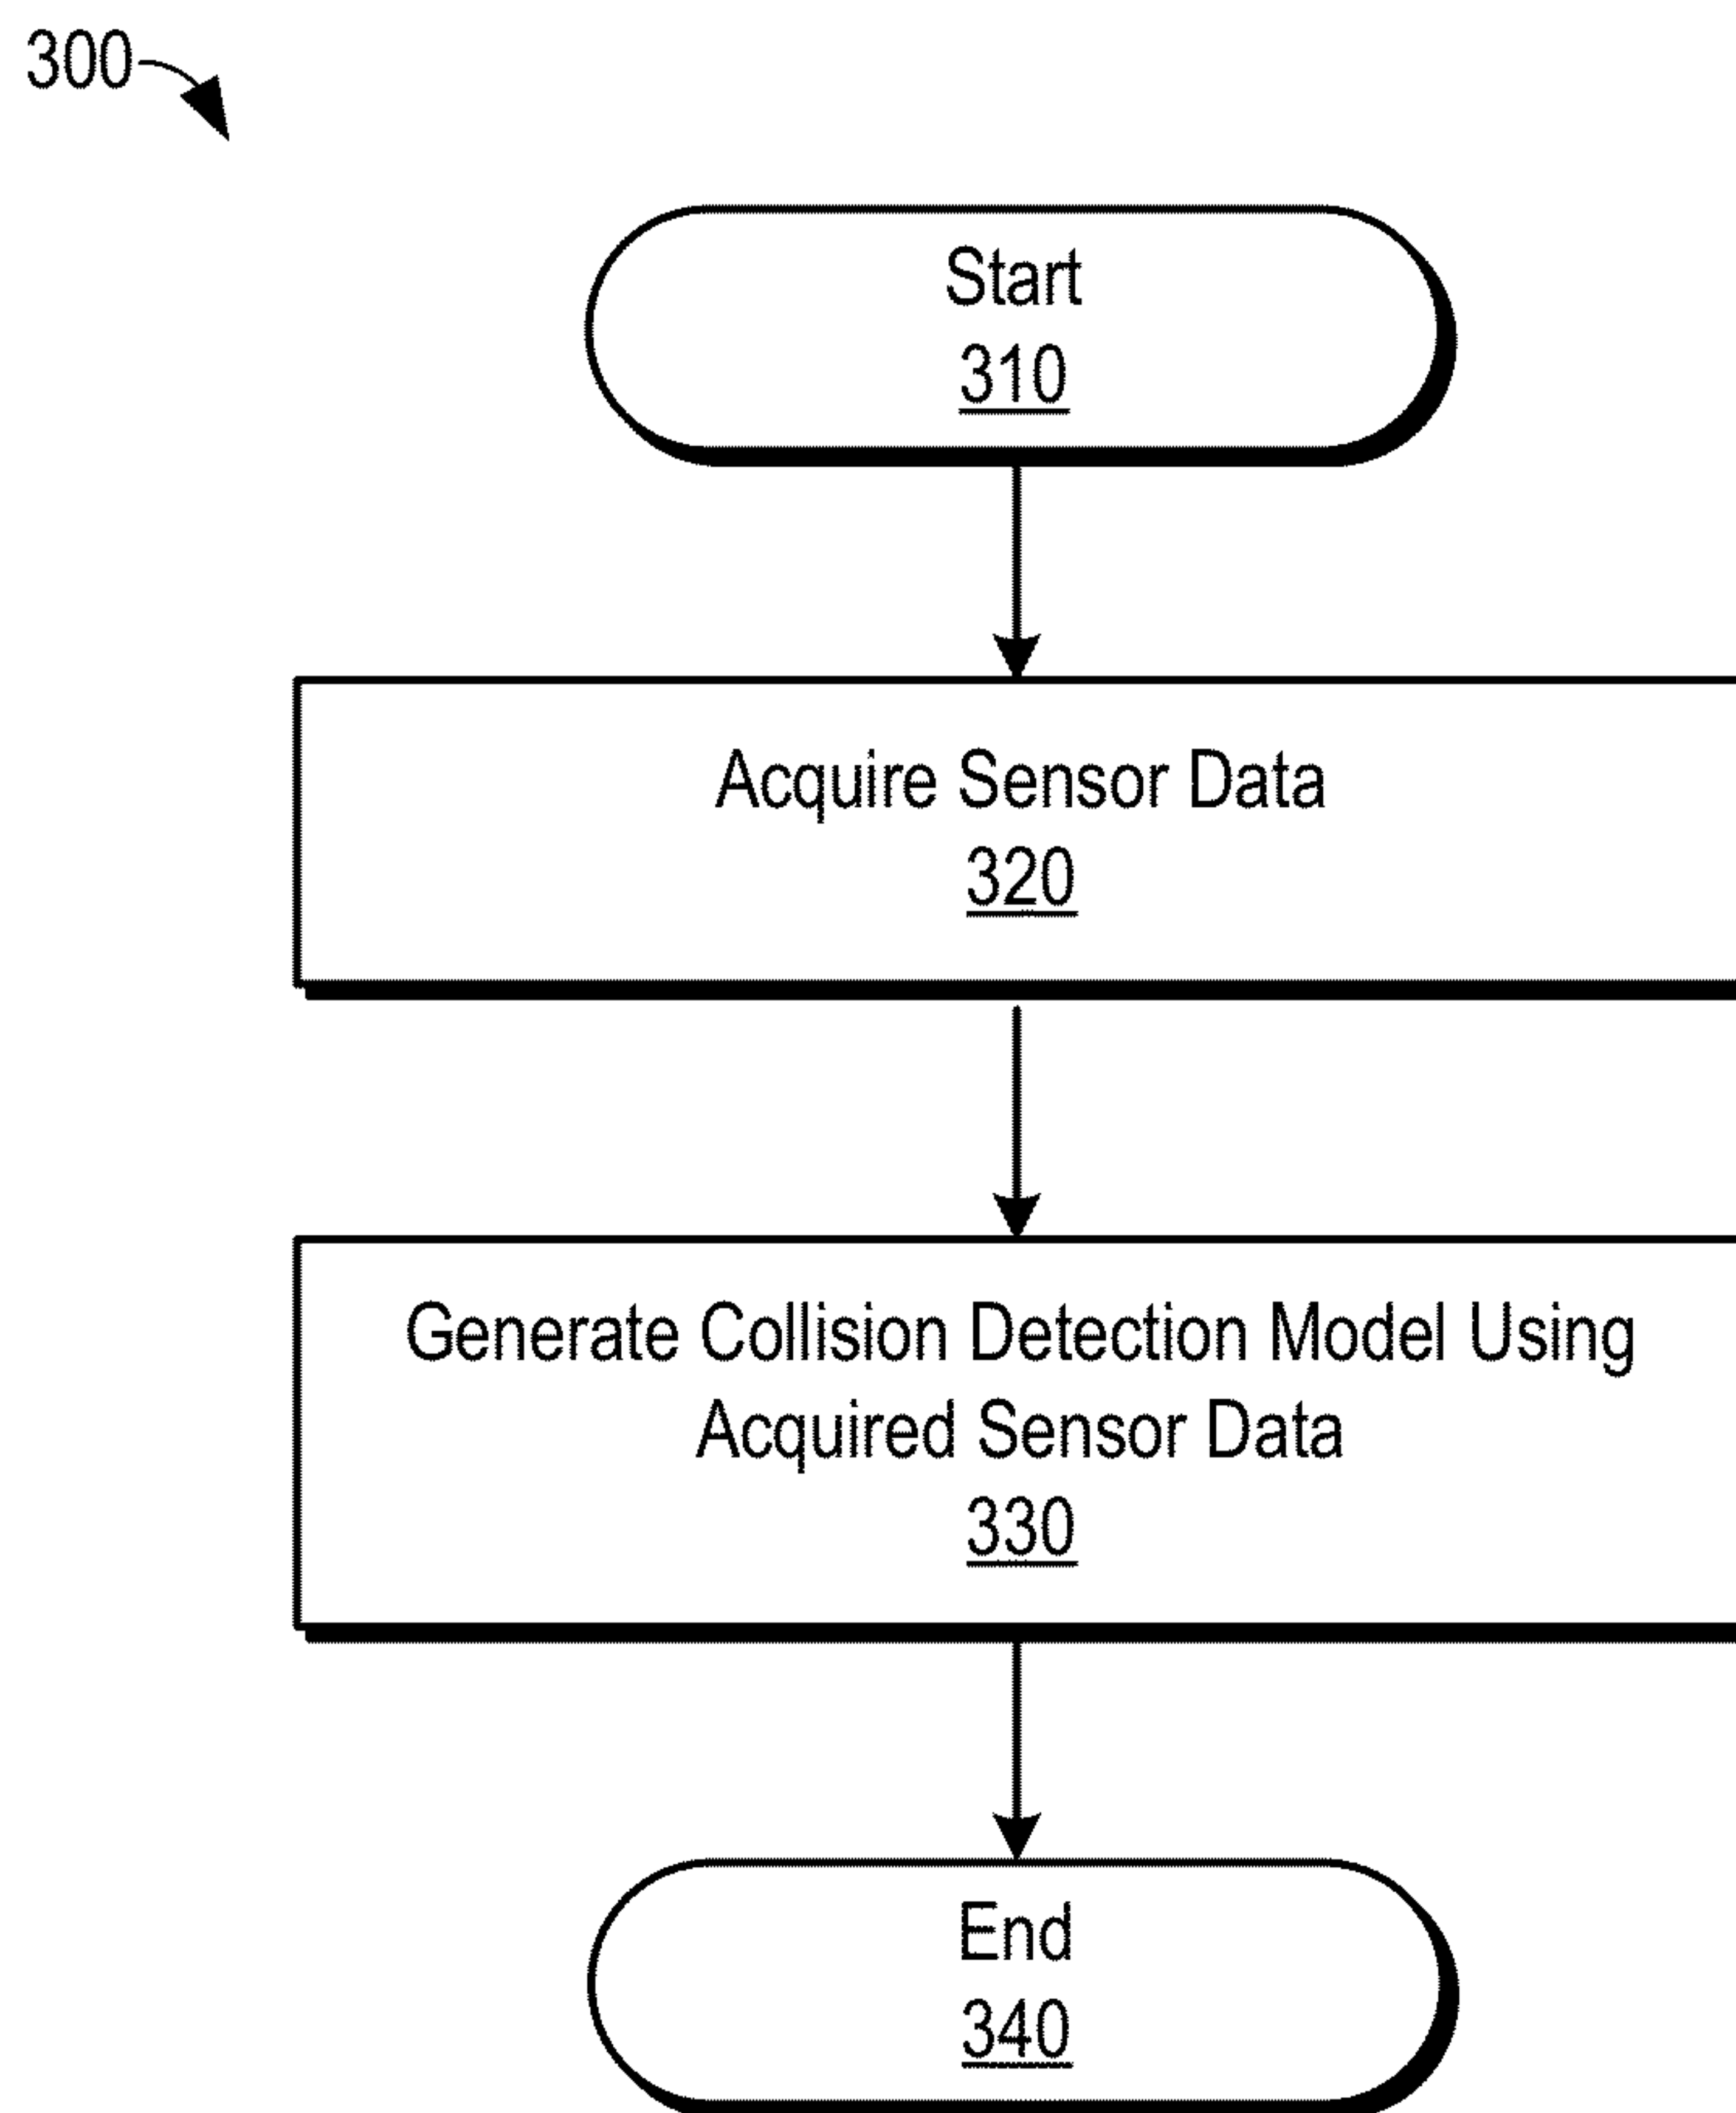 300
Start
310
Acquire Sensor Data
320
Generate Collision Detection Model Using
Acquired Sensor Data
330
End
340